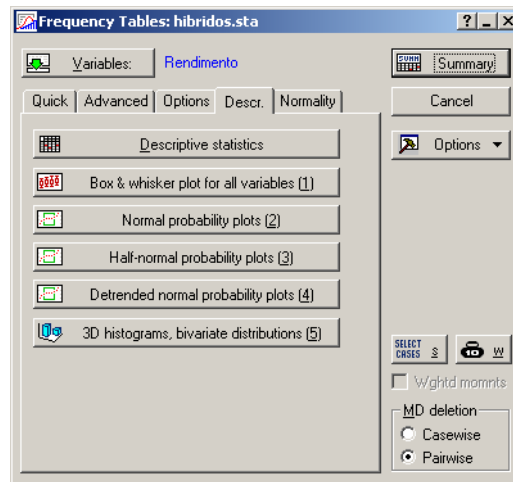 Frequency Tables: hibridos.sta
Variables: Rendimento
Summary
Quick Advanced Options Descr. Normality
Cancel
Options
Descriptive statistics
Box & whisker plot for all variables (1)
Normal probability plots (2)
Half-normal probability plots (3)
Detrended normal probability plots (4)
3D histograms, bivariate distributions (5)
SELECT CASES S W
Wghtd momnts
MD deletion
Casewise
Pairwise